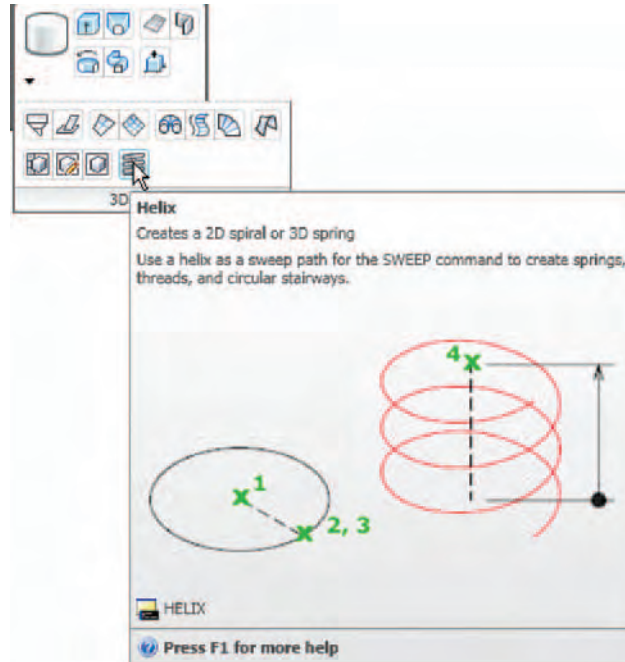 3D
Helix
Creates a 2D spiral or 3D spring
Use a helix as a sweep path for the SWEEP command to create springs,
threads, and circular stairways.
4
1
2, 3
HELIX
Press F1 for more help